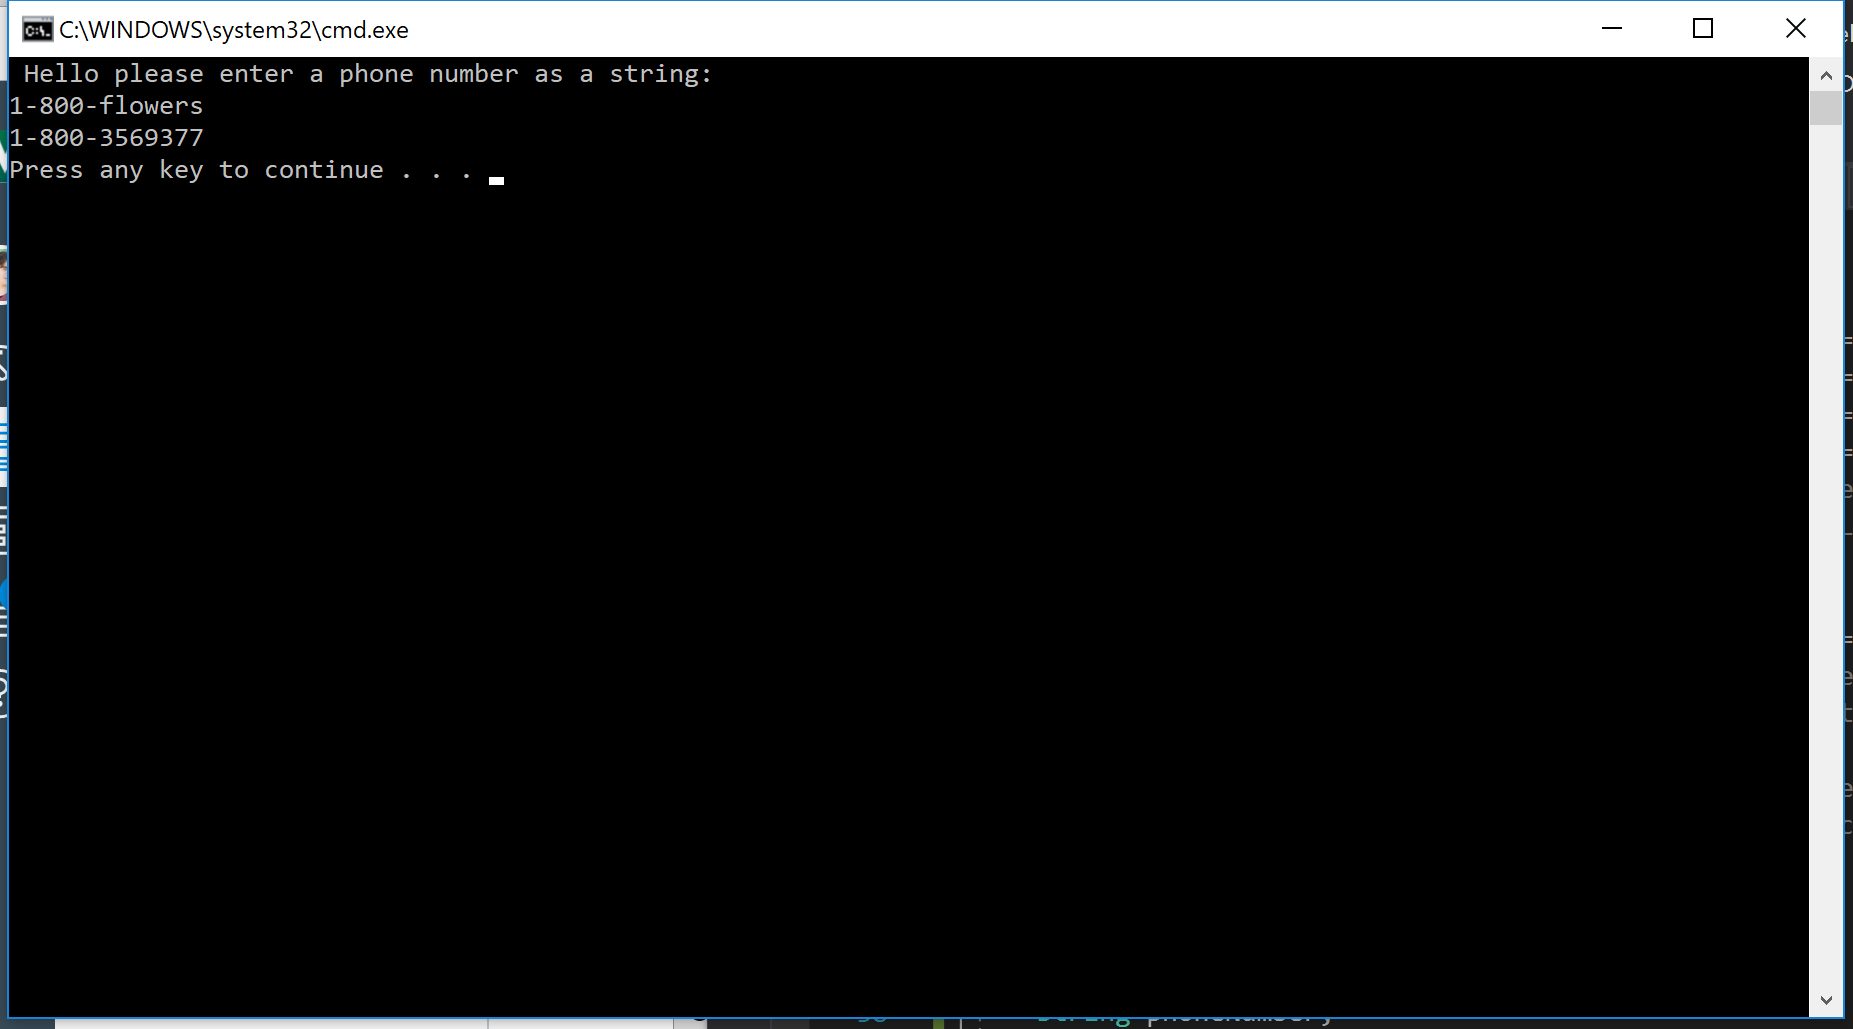 C:\WINDOWS\system32\cmd.exe
Hello please enter a phone number as a string:
1-800-flowers
1-800-3569377
Press any key to continue . . .